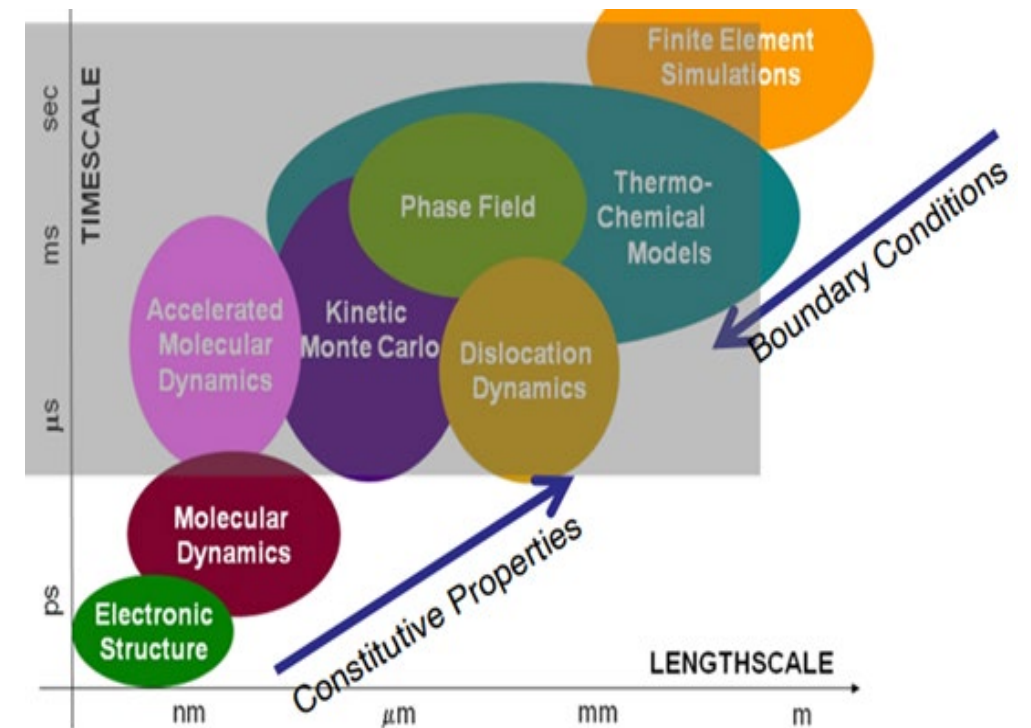 Finite Element
Simulations
sec
TIMESCALE
Thermo-
Chemical
Models
Phase Field
ms
Boundary Conditions
Accelerated
Molecular
Dynamics
Kinetic
Monte Carlo
Dislocation
Dynamics
μs
Molecular
Dynamics
Constitutive Properties
ps
Electronic
Structure
LENGTHSCALE
nm
μm
mm
m